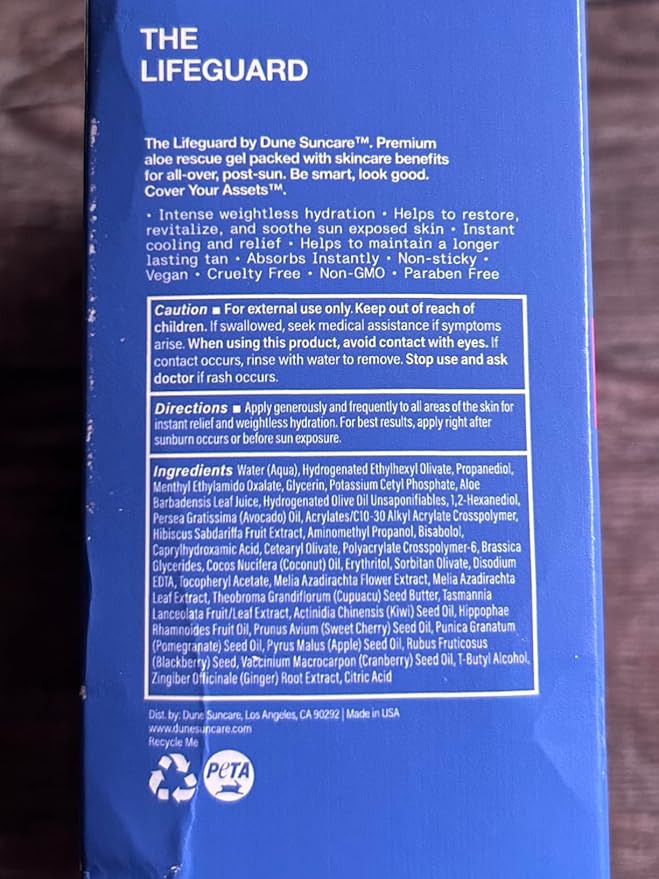 THE
LIFEGUARD
The Lifeguard by Dune Suncare™. Premium
aloe rescue gel packed with skincare benefits
for all-over, post-sun. Be smart, look good.
Cover Your Assets™.
• Intense weightless hydration • Helps to restore,
revitalize, and soothe sun exposed skin • Instant
cooling and relief • Helps to maintain a longer
lasting tan • Absorbs Instantly • Non-sticky •
Vegan • Cruelty Free • Non-GMO • Paraben Free
Caution ■ For external use only. Keep out of reach of
children. If swallowed, seek medical assistance if symptoms
arise. When using this product, avoid contact with eyes. If
contact occurs, rinse with water to remove. Stop use and ask
doctor if rash occurs.
Directions ■ Apply generously and frequently to all areas of the skin for
instant relief and weightless hydration. For best results, apply right after
sunburn occurs or before sun exposure.
Ingredients Water (Aqua), Hydrogenated Ethylhexyl Olivate, Propanediol,
Menthyl Ethylamido Oxalate, Glycerin, Potassium Cetyl Phosphate, Aloe
Barbadensis Leaf Juice, Hydrogenated Olive Oil Unsaponifiables, 1,2-Hexanediol,
Persea Gratissima (Avocado) Oil, Acrylates/C10-30 Alkyl Acrylate Crosspolymer,
Hibiscus Sabdariffa Fruit Extract, Aminomethyl Propanol, Bisabolol,
Caprylhydroxamic Acid, Cetearyl Olivate, Polyacrylate Crosspolymer-6, Brassica
Glycerides, Cocos Nucifera (Coconut) Oil, Erythritol, Sorbitan Olivate, Disodium
EDTA, Tocopheryl Acetate, Melia Azadirachta Flower Extract, Melia Azadirachta
Leaf Extract, Theobroma Grandiflorum (Cupuacu) Seed Butter, Tasmannia
Lanceolata Fruit/Leaf Extract, Actinidia Chinensis (Kiwi) Seed Oil, Hippophae
Rhamnoides Fruit Oil, Prunus Avium (Sweet Cherry) Seed Oil, Punica Granatum
(Pomegranate) Seed Oil, Pyrus Malus (Apple) Seed Oil, Rubus Fruticosus
(Blackberry) Seed, Vaccinium Macrocarpon (Cranberry) Seed Oil, T-Butyl Alcohol,
Zingiber Officinale (Ginger) Root Extract, Citric Acid
Dist. by: Dune Suncare, Los Angeles, CA 90292 | Made in USA
www.dunesuncare.com
Recycle Me
PeTA